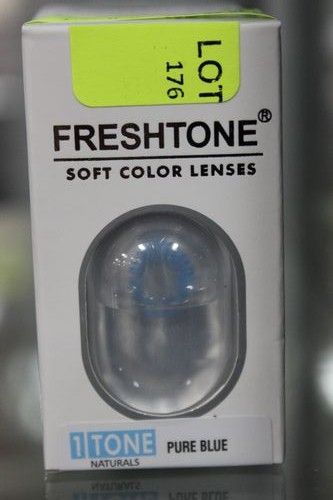 LOT
176
FRESHTONE®
SOFT COLOR LENSES
1 TONE
NATURALS
PURE BLUE